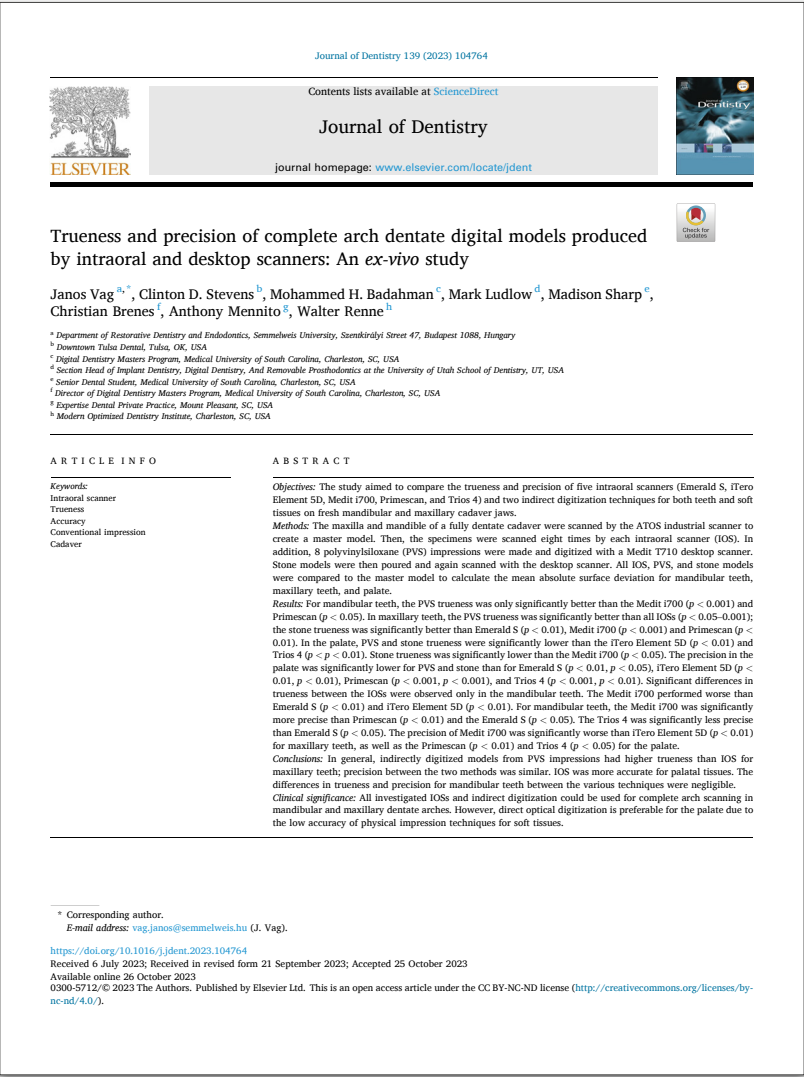 Journal of Dentistry 139 (2023) 104764
Contents lists available at ScienceDirect
Journal of Dentistry
journal homepage: www.elsevier.com/locate/jdent
ELSEVIER
Dentistry
Check for
updates
Trueness and precision of complete arch dentate digital models produced
by intraoral and desktop scanners: An ex-vivo study
Janos Vag a,*, Clinton D. Stevens b, Mohammed H. Badahman c, Mark Ludlow d, Madison Sharp e,
Christian Brenes f, Anthony Mennito g, Walter Renne h
a Department of Restorative Dentistry and Endodontics, Semmelweis University, Szentkirályi Street 47, Budapest 1088, Hungary
b Downtown Tulsa Dental, Tulsa, OK, USA
c Digital Dentistry Masters Program, Medical University of South Carolina, Charleston, SC, USA
d Section Head of Implant Dentistry, Digital Dentistry, And Removable Prosthodontics at the University of Utah School of Dentistry, UT, USA
e Senior Dental Student, Medical University of South Carolina, Charleston, SC, USA
f Director of Digital Dentistry Masters Program, Medical University of South Carolina, Charleston, SC, USA
g Expertise Dental Private Practice, Mount Pleasant, SC, USA
h Modern Optimized Dentistry Institute, Charleston, SC, USA
ARTICLE INFO
Keywords:
Intraoral scanner
Trueness
Accuracy
Conventional impression
Cadaver
ABSTRACT
Objectives: The study aimed to compare the trueness and precision of five intraoral scanners (Emerald S, iTero
Element 5D, Medit i700, Primescan, and Trios 4) and two indirect digitization techniques for both teeth and soft
tissues on fresh mandibular and maxillary cadaver jaws.
Methods: The maxilla and mandible of a fully dentate cadaver were scanned by the ATOS industrial scanner to
create a master model. Then, the specimens were scanned eight times by each intraoral scanner (IOS). In
addition, 8 polyvinylsiloxane (PVS) impressions were made and digitized with a Medit T710 desktop scanner.
Stone models were then poured and again scanned with the desktop scanner. All IOS, PVS, and stone models
were compared to the master model to calculate the mean absolute surface deviation for mandibular teeth,
maxillary teeth, and palate.
Results: For mandibular teeth, the PVS trueness was only significantly better than the Medit i700 (p < 0.001) and
Primescan (p < 0.05). In maxillary teeth, the PVS trueness was significantly better than all IOSs (p < 0.05–0.001);
the stone trueness was significantly better than Emerald S (p < 0.01), Medit i700 (p < 0.001) and Primescan (p <
0.01). In the palate, PVS and stone trueness were significantly lower than the iTero Element 5D (p < 0.01) and
Trios 4 (p < p < 0.01). Stone trueness was significantly lower than the Medit i700 (p < 0.05). The precision in the
palate was significantly lower for PVS and stone than for Emerald S (p < 0.01, p < 0.05), iTero Element 5D (p <
0.01, p < 0.01), Primescan (p < 0.001, p < 0.001), and Trios 4 (p < 0.001, p < 0.01). Significant differences in
trueness between the IOSs were observed only in the mandibular teeth. The Medit i700 performed worse than
Emerald S (p < 0.01) and iTero Element 5D (p < 0.01). For mandibular teeth, the Medit i700 was significantly
more precise than Primescan (p < 0.01) and the Emerald S (p < 0.05). The Trios 4 was significantly less precise
than Emerald S (p < 0.05). The precision of Medit i700 was significantly worse than iTero Element 5D (p < 0.01)
for maxillary teeth, as well as the Primescan (p < 0.01) and Trios 4 (p < 0.05) for the palate.
Conclusions: In general, indirectly digitized models from PVS impressions had higher trueness than IOS for
maxillary teeth; precision between the two methods was similar. IOS was more accurate for palatal tissues. The
differences in trueness and precision for mandibular teeth between the various techniques were negligible.
Clinical significance: All investigated IOSs and indirect digitization could be used for complete arch scanning in
mandibular and maxillary dentate arches. However, direct optical digitization is preferable for the palate due to
the low accuracy of physical impression techniques for soft tissues.
* Corresponding author.
E-mail address: vag.janos@semmelweis.hu (J. Vag).
https://doi.org/10.1016/j.jdent.2023.104764
Received 6 July 2023; Received in revised form 21 September 2023; Accepted 25 October 2023
Available online 26 October 2023
0300-5712/© 2023 The Authors. Published by Elsevier Ltd. This is an open access article under the CC BY-NC-ND license (http://creativecommons.org/licenses/by-
nc-nd/4.0/).